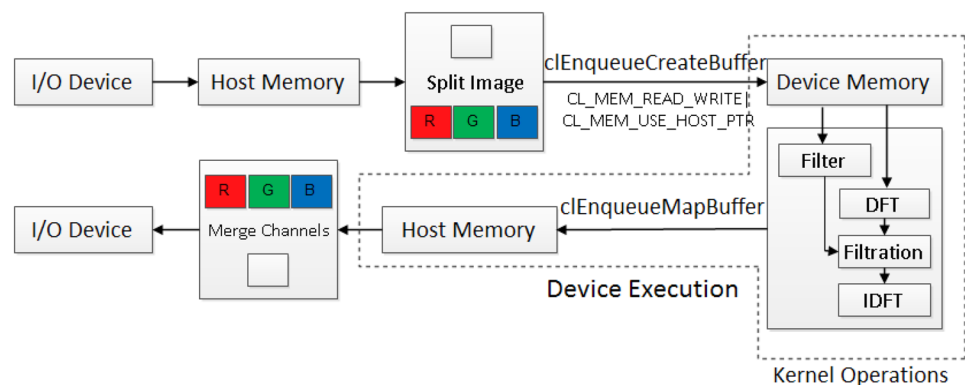 I/O Device
Host Memory
Split Image
R G B
clEnqueueCreateBuffer
CL_MEM_READ_WRITE|
CL_MEM_USE_HOST_PTR
Device Memory
Filter
DFT
Filtration
IDFT
I/O Device
R G B
Merge Channels
Host Memory
clEnqueueMapBuffer
Device Execution
Kernel Operations